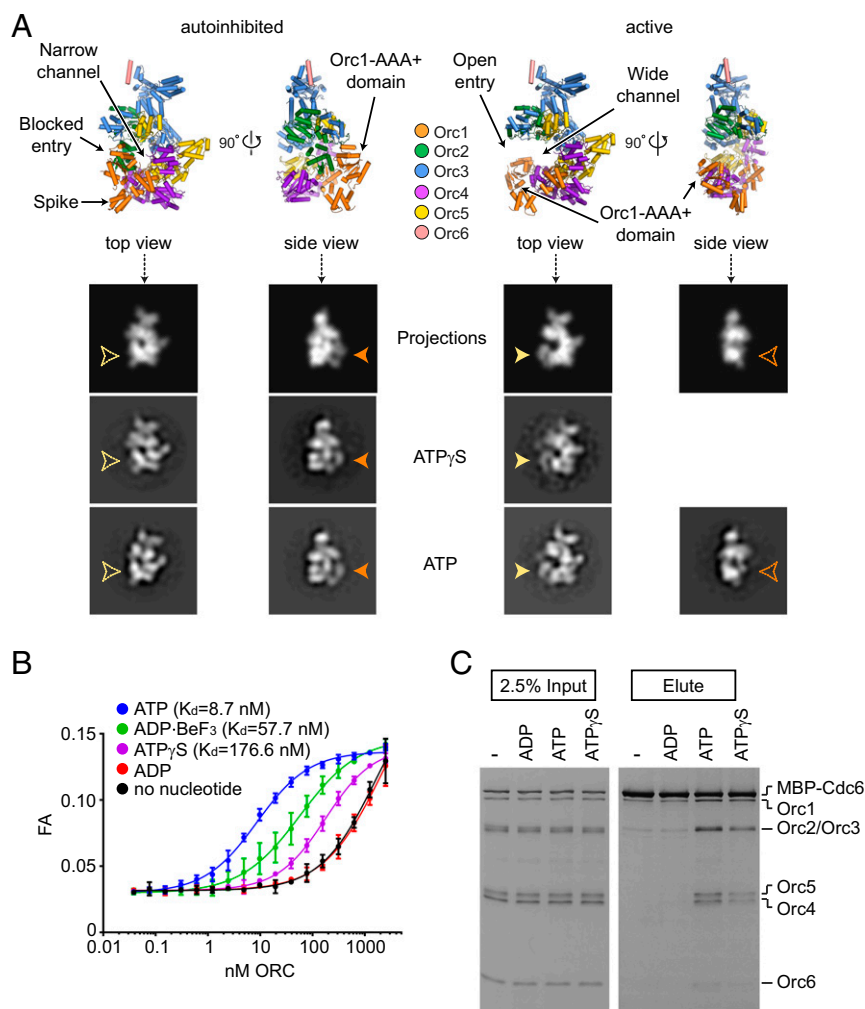 A
autoinhibited
active
Narrow
channel
Orc1-AAA+
domain
Open
entry
Wide
channel
Blocked
entry
90˚
Orc1
Orc2
Orc3
Orc4
Orc5
Orc6
90˚
Spike
Orc1-AAA+
domain
top view
side view
top view
side view
Projections
ATPγS
ATP
B
ATP (Kd=8.7 nM)
ADP·BeF3 (Kd=57.7 nM)
ATPγS (Kd=176.6 nM)
ADP
no nucleotide
FA
0.15
0.10
0.05
0
0.01
0.1
1
10
100
1000
nM ORC
C
2.5% Input
Elute
-
ADP
ATP
ATPγS
-
ADP
ATP
ATPγS
MBP-Cdc6
Orc1
Orc2/Orc3
Orc5
Orc4
Orc6